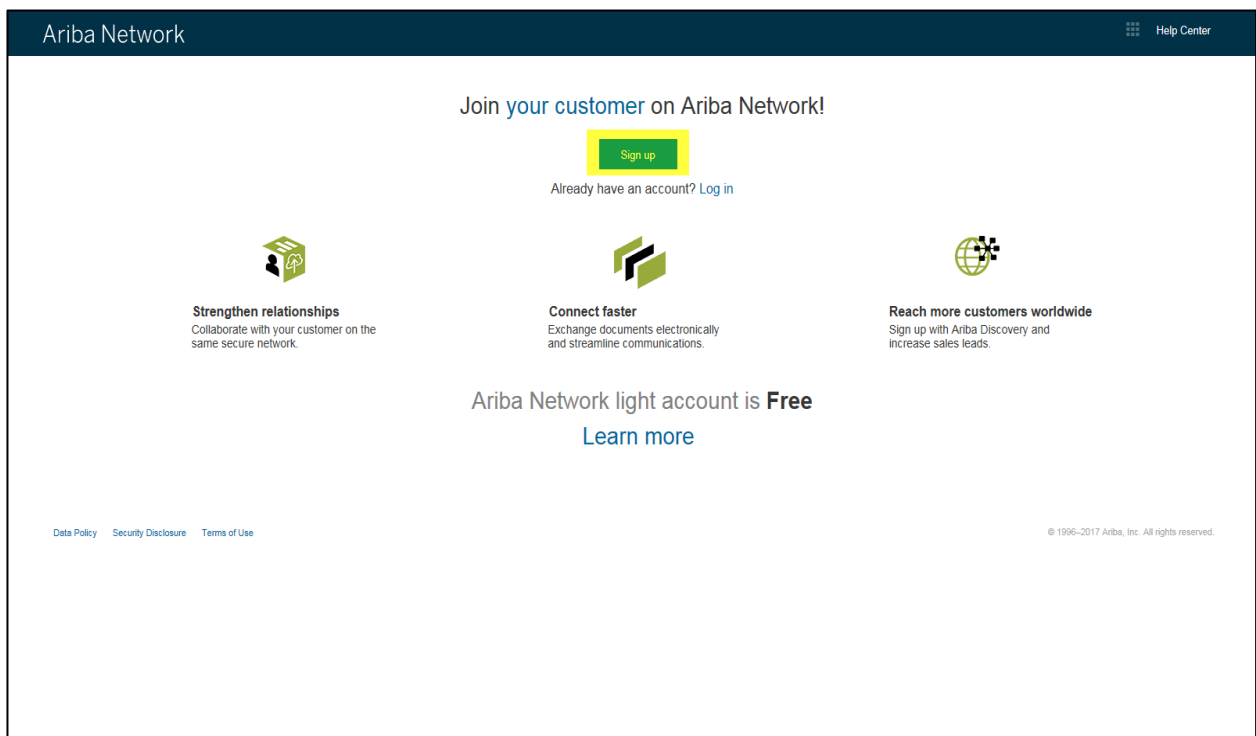 Ariba Network
Help Center
Join your customer on Ariba Network!
Sign up
Already have an account? Log in
Strengthen relationships
Collaborate with your customer on the
same secure network.
Connect faster
Exchange documents electronically
and streamline communications.
Reach more customers worldwide
Sign up with Ariba Discovery and
increase sales leads.
Ariba Network light account is Free
Learn more
Data Policy Security Disclosure Terms of Use
© 1996–2017 Ariba, Inc. All rights reserved.